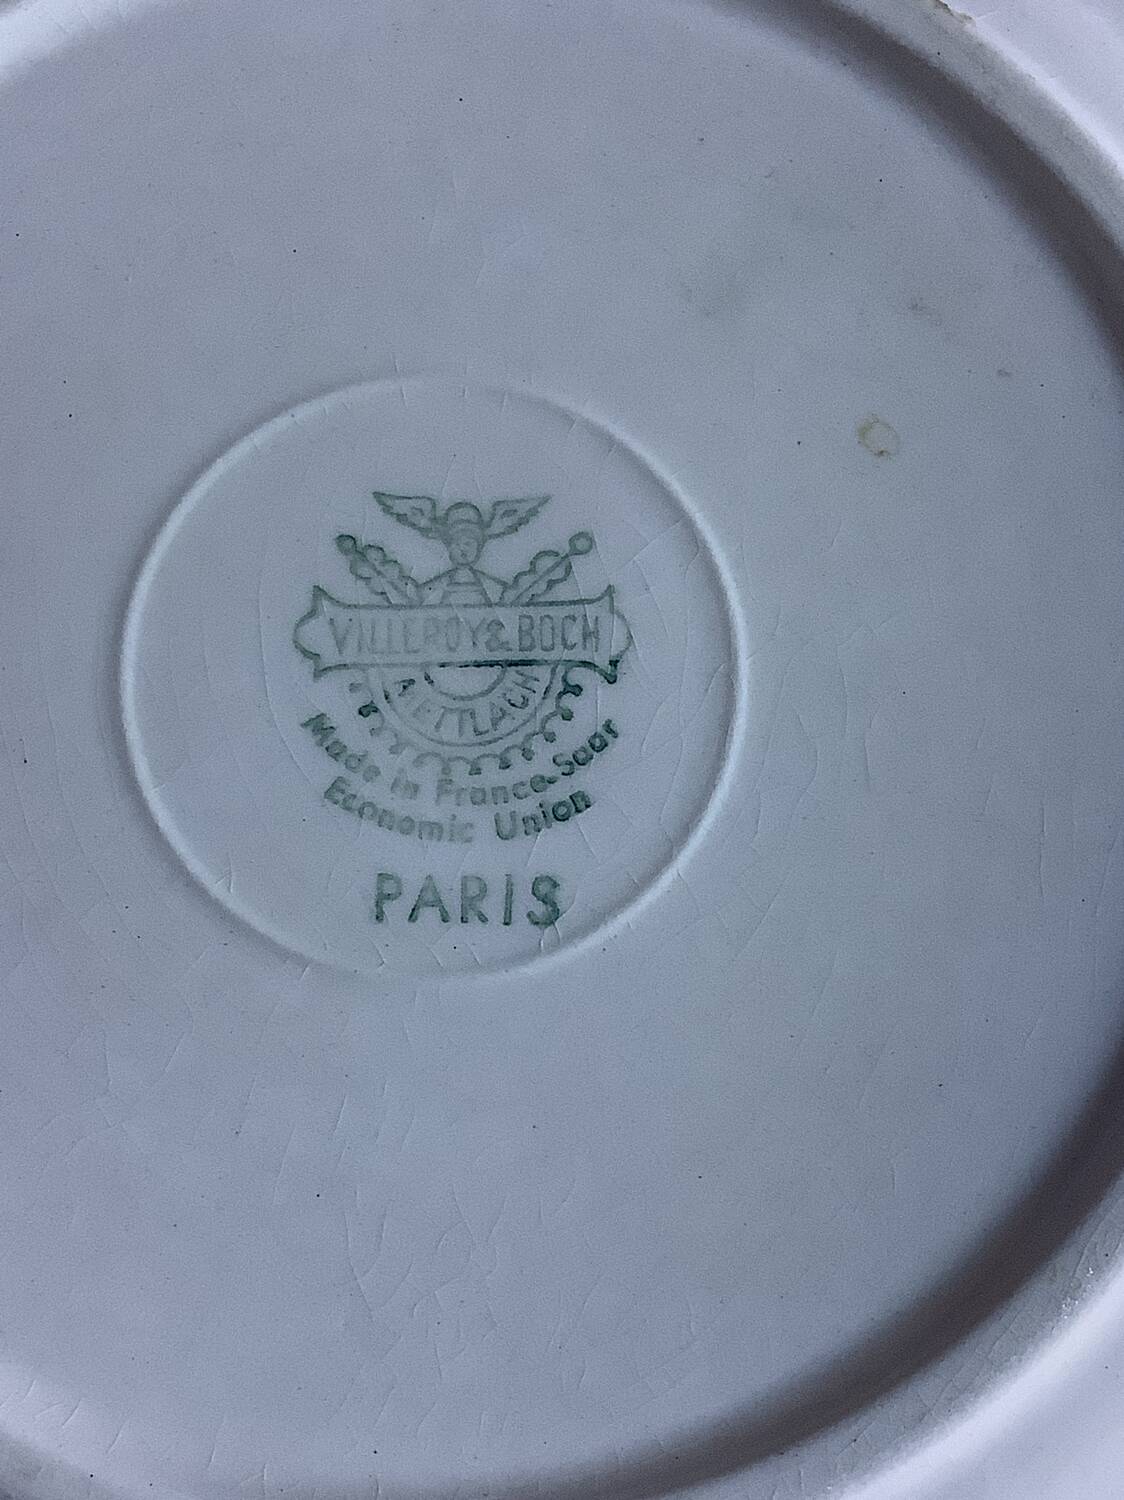 VILLEROY & BOCH
METTLACH
Made in France-Saar
Economic Union
PARIS